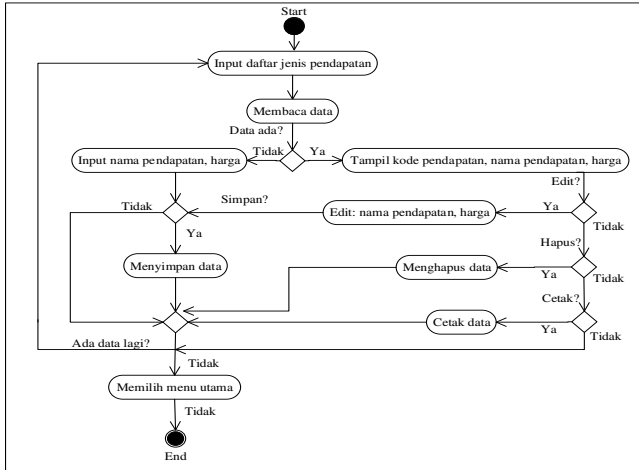 Start
Input daftar jenis pendapatan
Membaca data
Data ada?
Tidak
Ya
Input nama pendapatan, harga
Tampil kode pendapatan, nama pendapatan, harga
Edit?
Tidak
Simpan?
Edit: nama pendapatan, harga
Ya
Tidak
Ya
Hapus?
Menyimpan data
Menghapus data
Ya
Tidak
Cetak?
Cetak data
Ya
Tidak
Ada data lagi?
Tidak
Memilih menu utama
Tidak
End